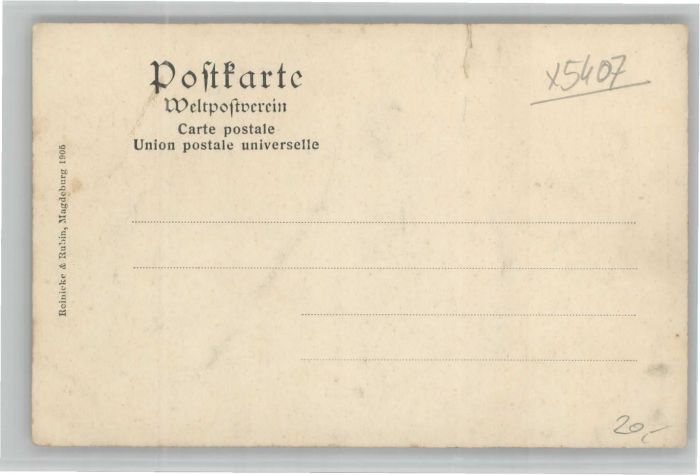 Poſtkarte
Weltpoſtverein
Carte postale
Union postale universelle
x5407
Reinicke & Rubin, Magdeburg 1905
20,-